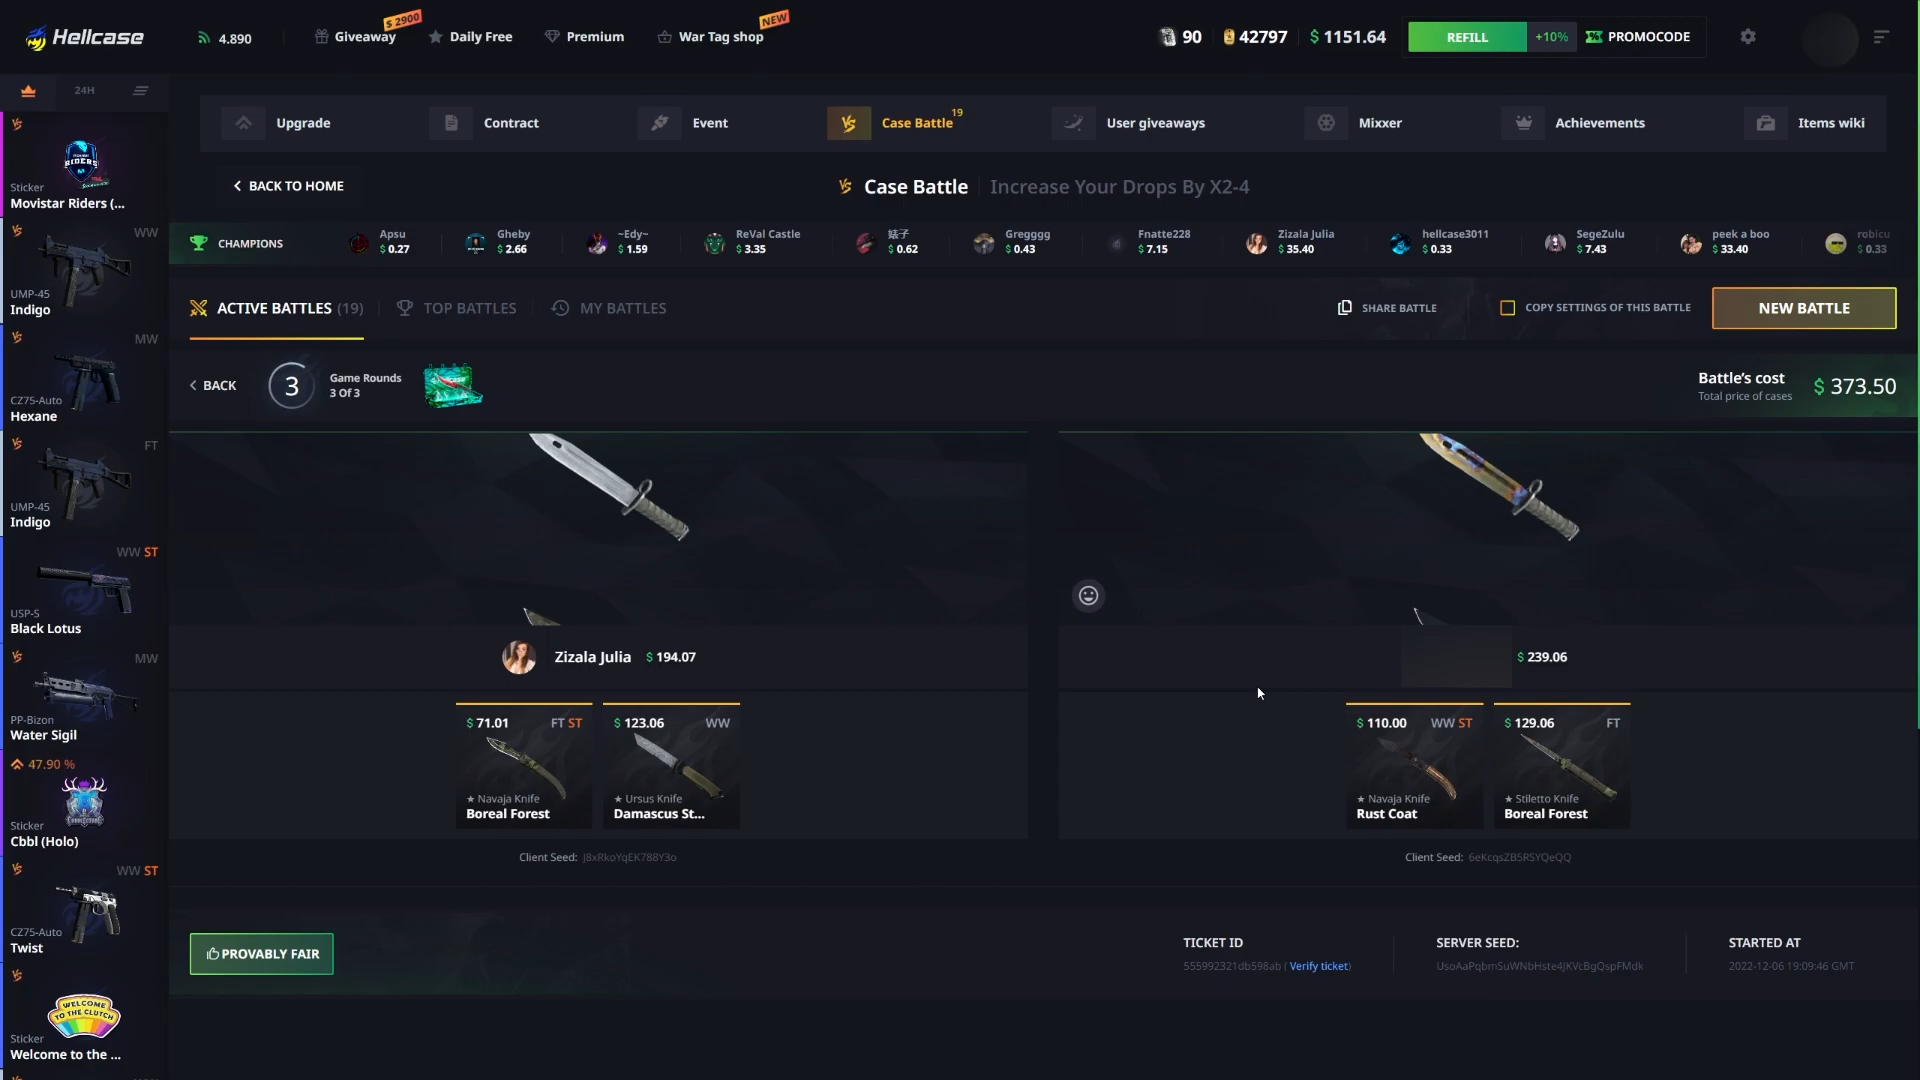 Hellcase
4.890
Giveaway
$ 2900
Daily Free
Premium
War Tag shop
NEW
90
42797
$ 1151.64
REFILL
+10%
PROMOCODE
24H
Upgrade
Contract
Event
Case Battle 19
User giveaways
Mixxer
Achievements
Items wiki
BACK TO HOME
Case Battle
Increase Your Drops By X2-4
CHAMPIONS
Apsu
$ 0.27
Gheby
$ 2.66
~Edy~
$ 1.59
ReVal Castle
$ 3.35
$ 0.62
Gregggg
$ 0.43
Fnatte228
$ 7.15
Zizala Julia
$ 35.40
hellcase3011
$ 0.33
SegeZulu
$ 7.43
peek a boo
$ 33.40
robicu
$ 0.33
ACTIVE BATTLES (19)
TOP BATTLES
MY BATTLES
SHARE BATTLE
COPY SETTINGS OF THIS BATTLE
NEW BATTLE
BACK
3
Game Rounds
3 Of 3
Battle's cost
Total price of cases
$ 373.50
Zizala Julia $ 194.07
$ 239.06
$ 71.01 FT ST
★ Navaja Knife
Boreal Forest
$ 123.06 WW
★ Ursus Knife
Damascus St...
$ 110.00 WW ST
★ Navaja Knife
Rust Coat
$ 129.06 FT
★ Stiletto Knife
Boreal Forest
Client Seed: J8xRkoYqEK788Y3o
Client Seed: 6eKcqsZB5RSYQeQQ
PROVABLY FAIR
TICKET ID
555992321db598ab ( Verify ticket)
SERVER SEED:
UsoAaPqbmSuWNbHste4JKVcBgQspFMdk
STARTED AT
2022-12-06 19:09:46 GMT
RIDERS
Sticker
Movistar Riders (...
WW
UMP-45
Indigo
MW
CZ75-Auto
Hexane
FT
UMP-45
Indigo
WW ST
USP-S
Black Lotus
MW
PP-Bizon
Water Sigil
47.90 %
Sticker
Cbbl (Holo)
WW ST
CZ75-Auto
Twist
WELCOME
TO THE CLUTCH
Sticker
Welcome to the ...